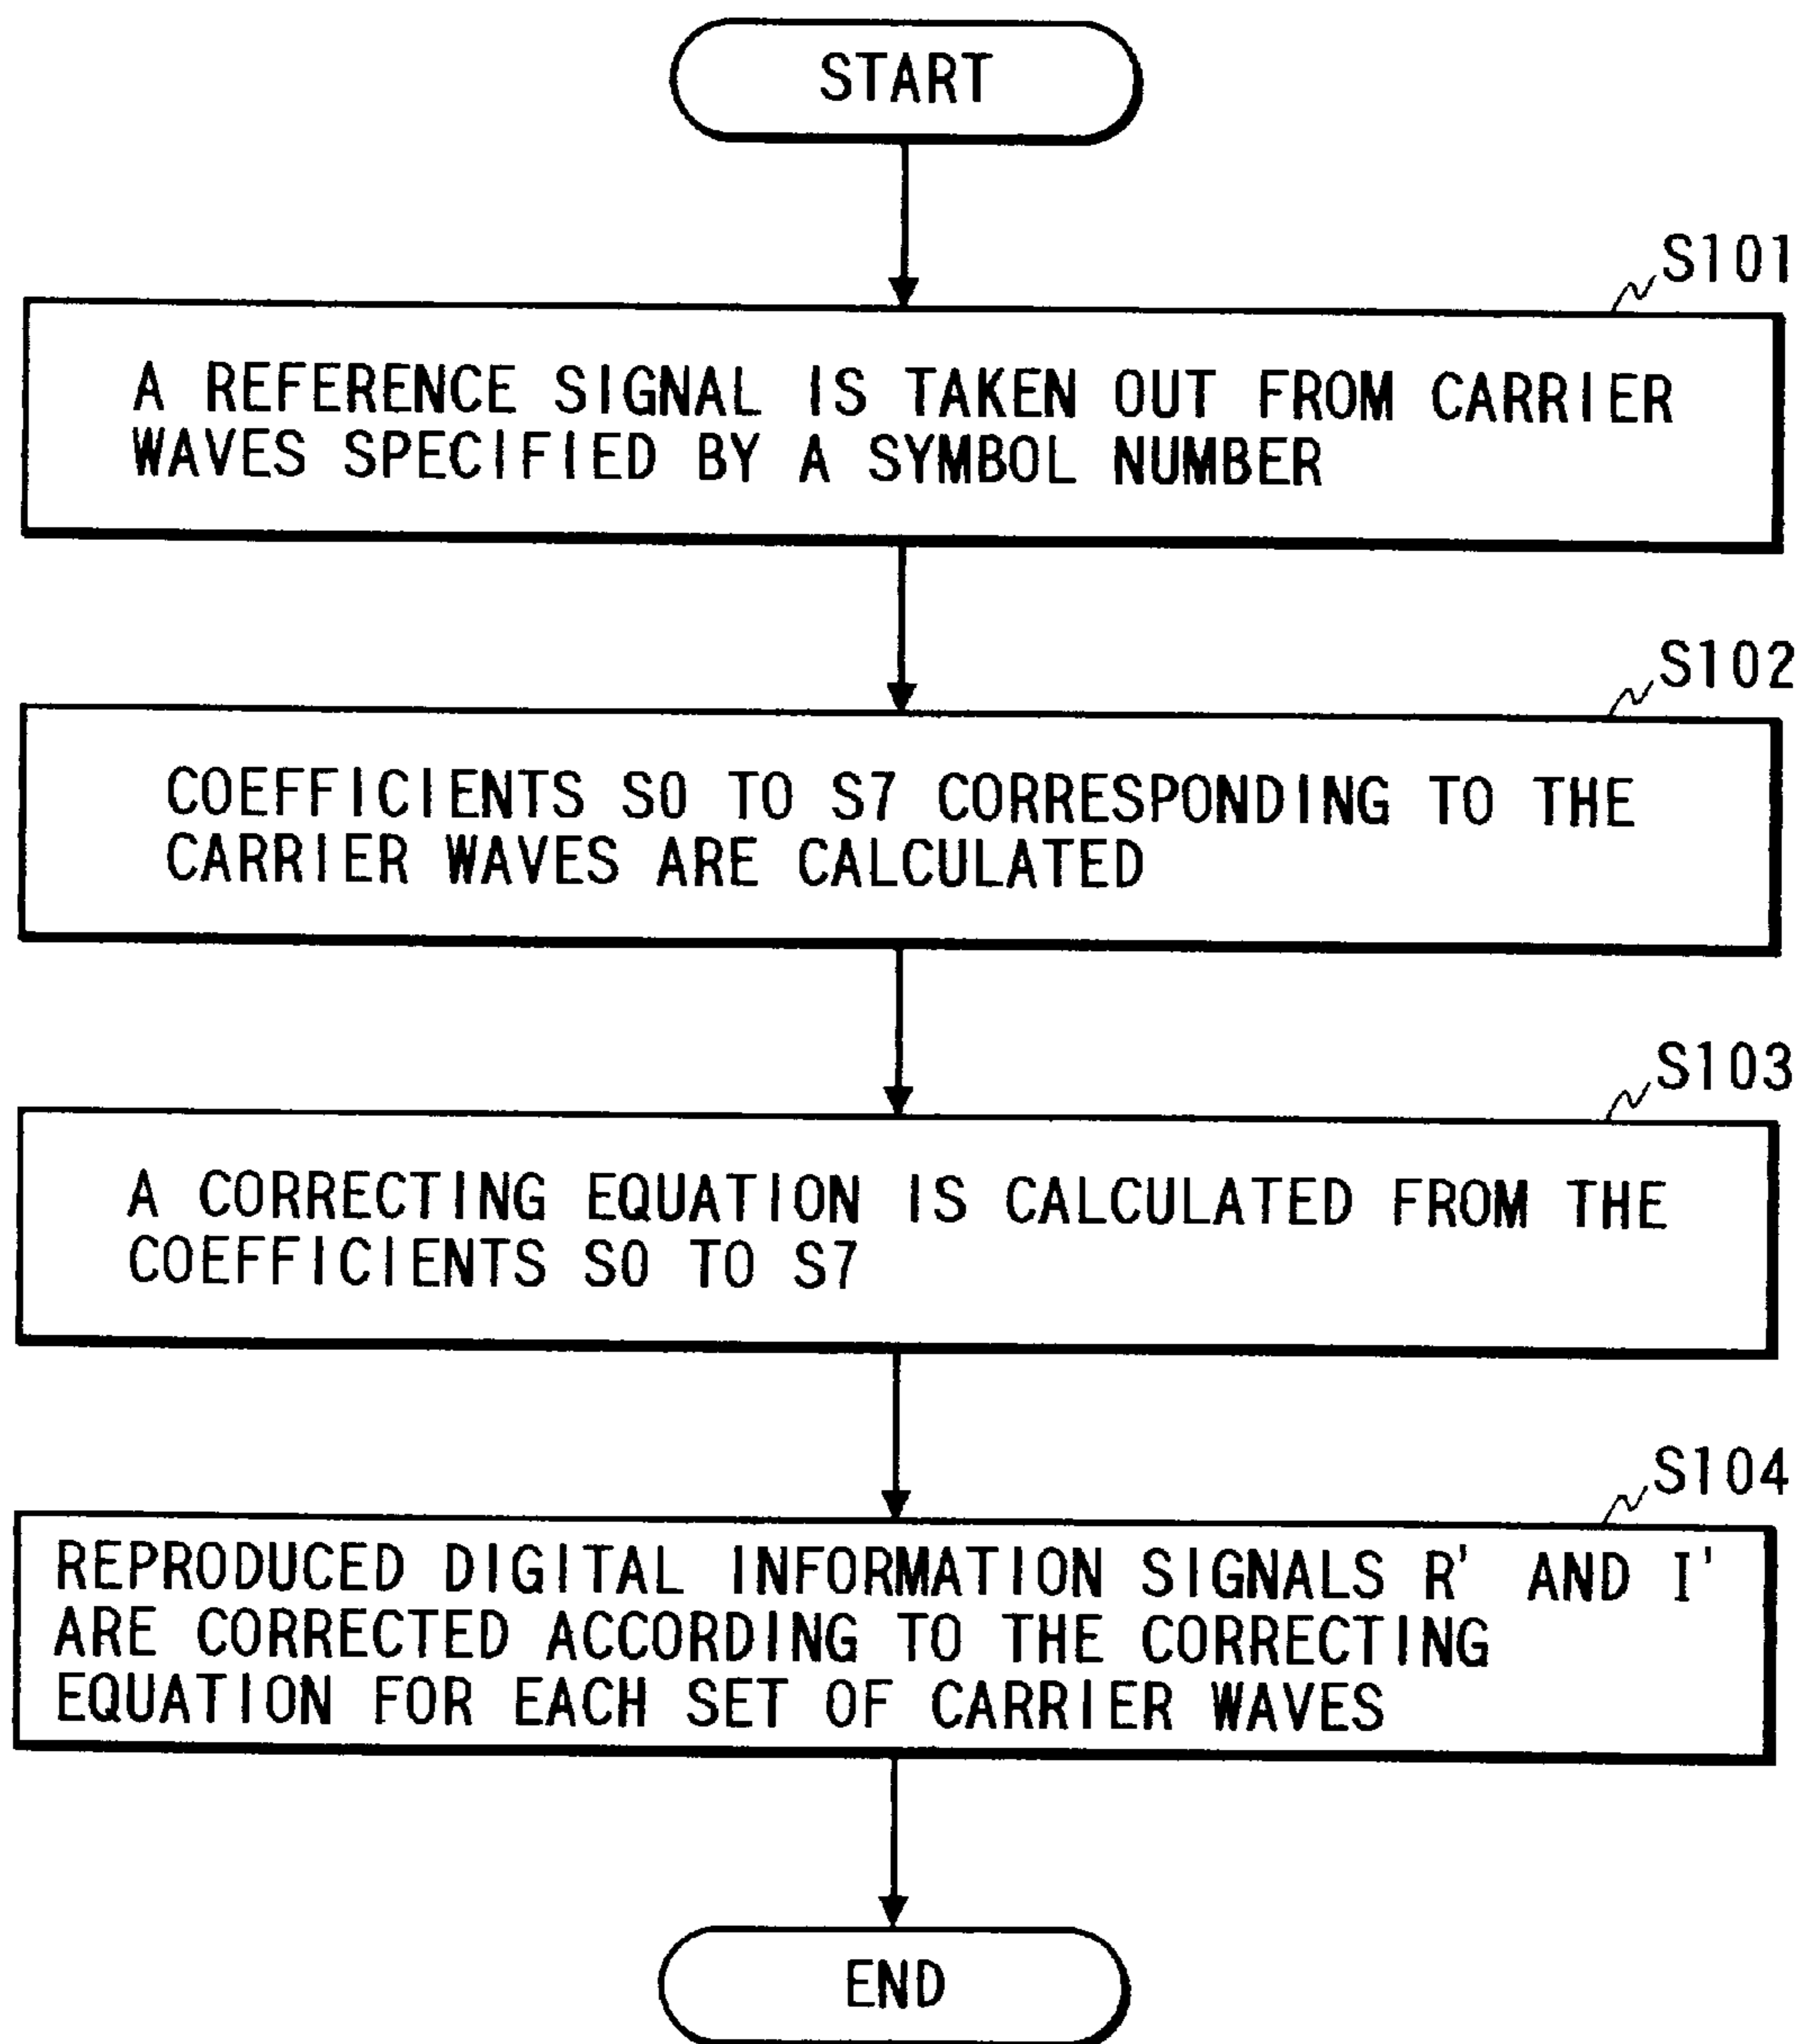 START
S101
A REFERENCE SIGNAL IS TAKEN OUT FROM CARRIER
WAVES SPECIFIED BY A SYMBOL NUMBER
S102
COEFFICIENTS S0 TO S7 CORRESPONDING TO THE
CARRIER WAVES ARE CALCULATED
S103
A CORRECTING EQUATION IS CALCULATED FROM THE
COEFFICIENTS S0 TO S7
S104
REPRODUCED DIGITAL INFORMATION SIGNALS R' AND I'
ARE CORRECTED ACCORDING TO THE CORRECTING
EQUATION FOR EACH SET OF CARRIER WAVES
END